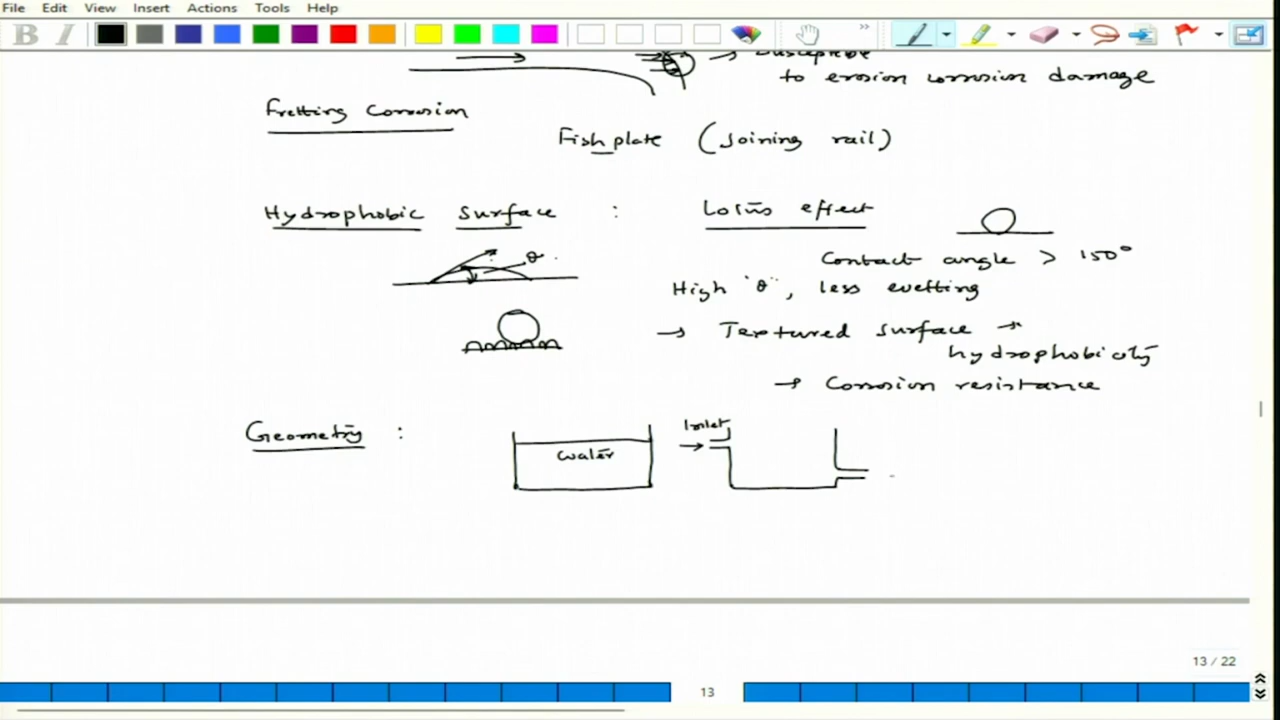 File Edit View Insert Actions Tools Help
B I
→ Susceptible
to erosion corrosion damage
Fretting Corrosion
Fishplate (Joining rail)
Hydrophobic Surface : Lotus effect
θ
Contact angle > 150°
High "θ", less wetting
→ Textured surface →
hydrophobicity
→ Corrosion resistance
Geometry :
Water
Inlet
→
13 / 22
13